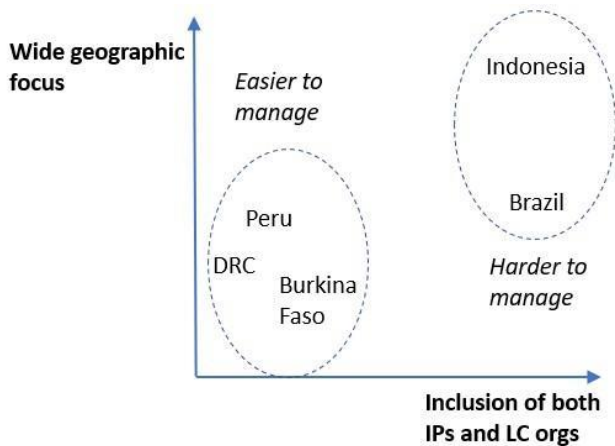 Wide geographic
focus
Easier to
manage
Indonesia
Brazil
Peru
DRC
Burkina
Faso
Harder to
manage
Inclusion of both
IPs and LC orgs